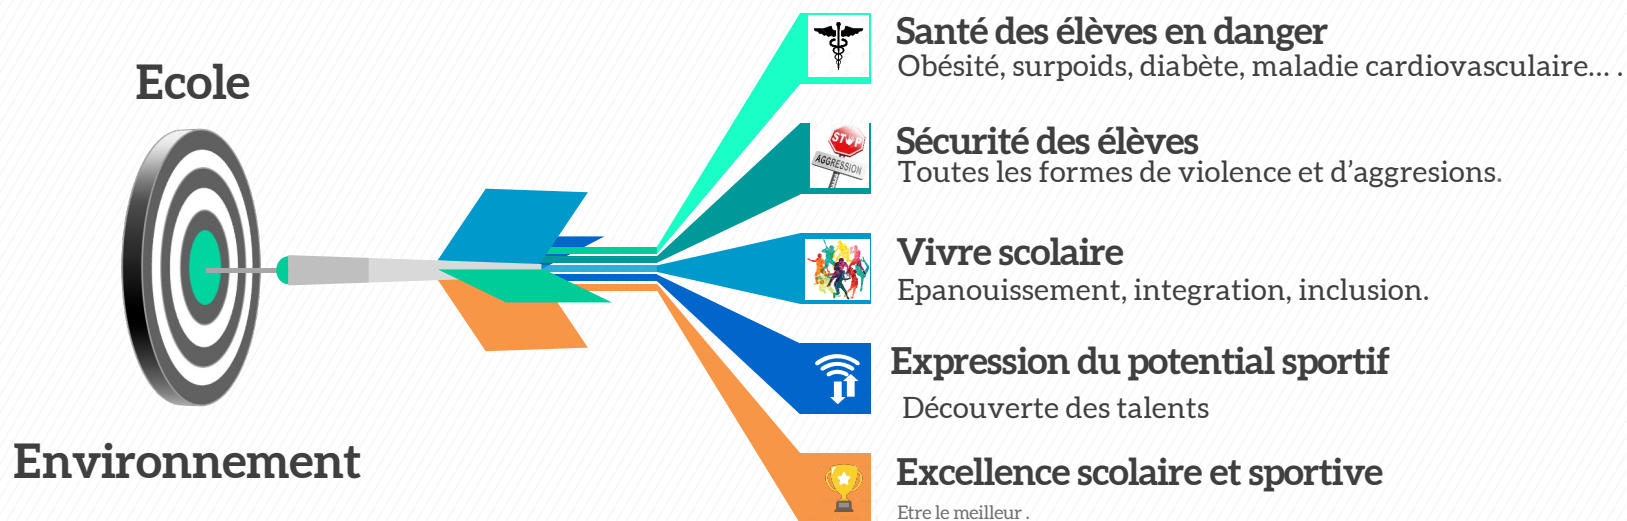 Ecole
Environnement
Santé des élèves en danger
Obésité, surpoids, diabète, maladie cardiovasculaire... .
STOP
AGGRESSION
Sécurité des élèves
Toutes les formes de violence et d’aggresions.
Vivre scolaire
Epanouissement, integration, inclusion.
Expression du potential sportif
Découverte des talents
Excellence scolaire et sportive
Etre le meilleur .